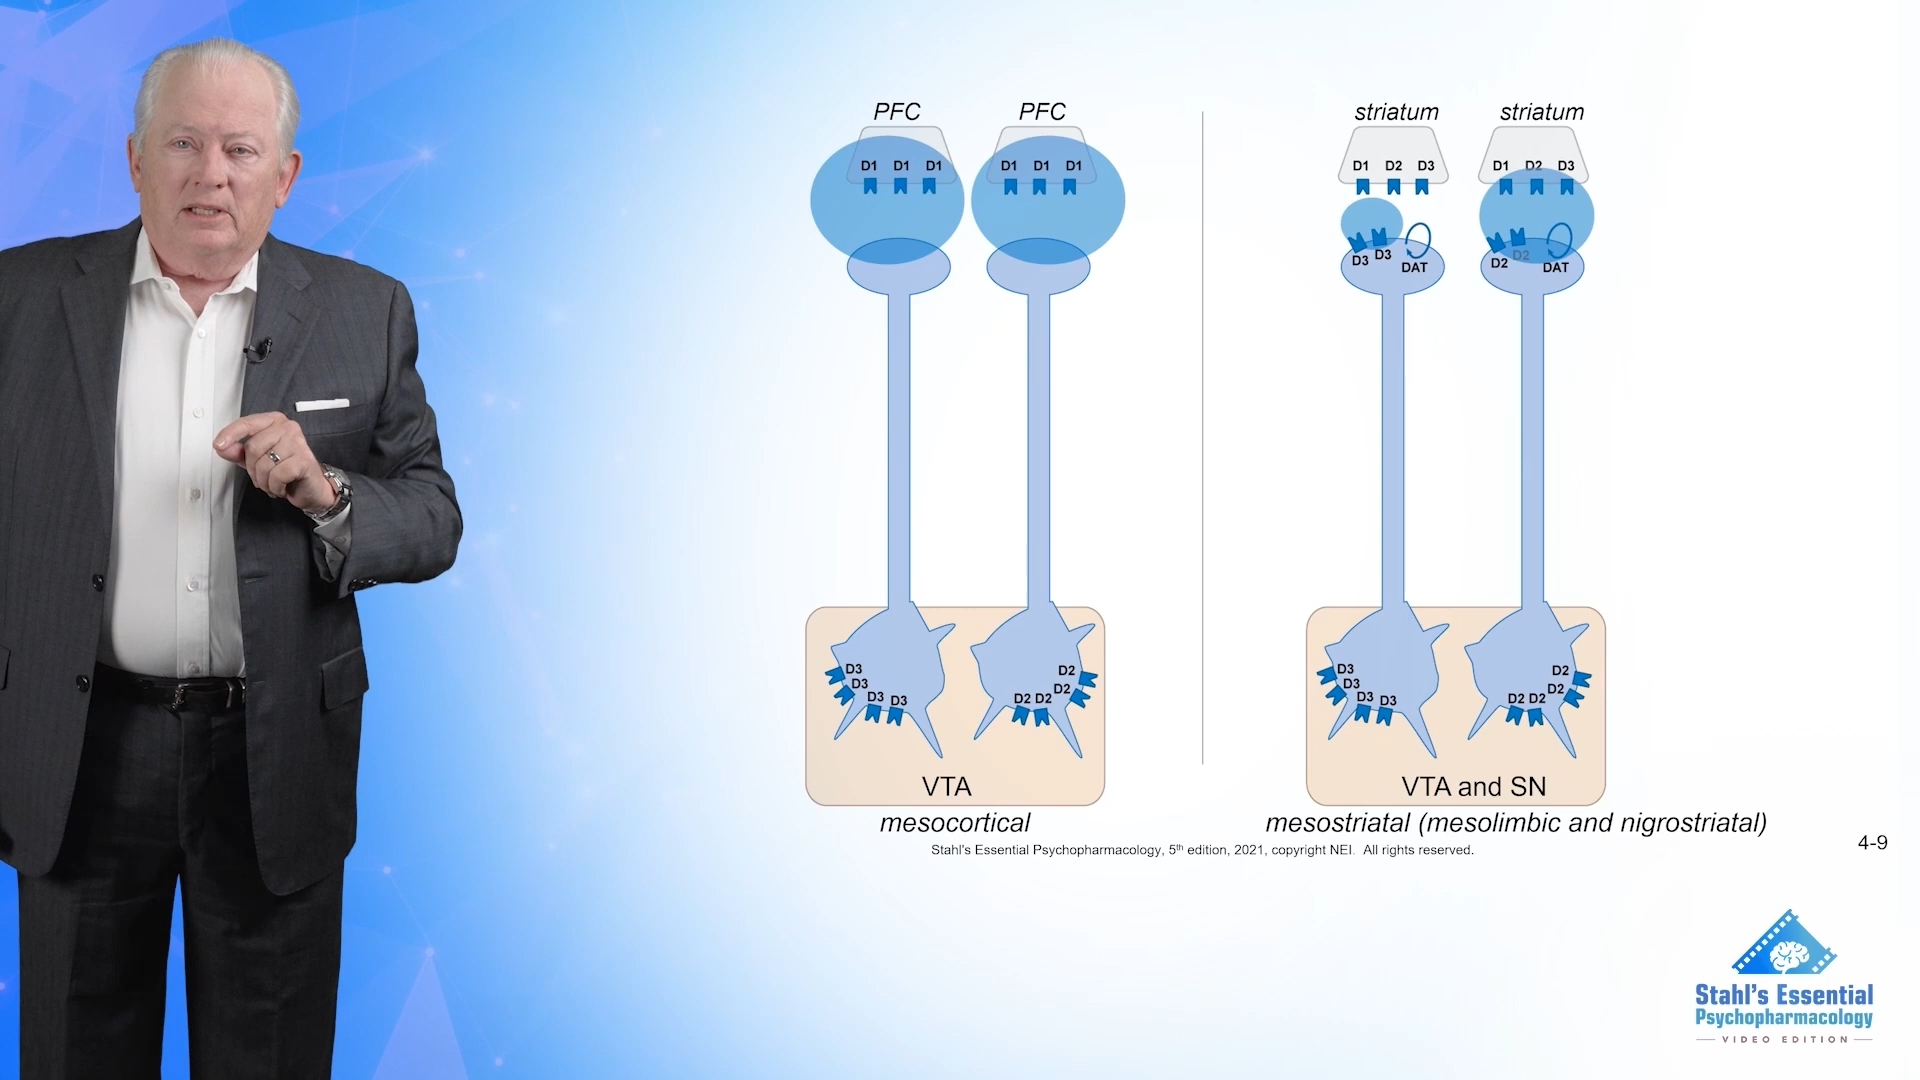 PFC PFC
D1 D1 D1 D1 D1 D1
D3
D3
D3 D3
D2
D2
D2 D2
VTA
mesocortical
striatum striatum
D1 D2 D3 D1 D2 D3
D3 D3 DAT D2 D2 DAT
D3
D3
D3 D3
D2
D2
D2 D2
VTA and SN
mesostriatal (mesolimbic and nigrostriatal)
Stahl's Essential Psychopharmacology, 5th edition, 2021, copyright NEI. All rights reserved.
4-9
Stahl's Essential
Psychopharmacology
VIDEO EDITION